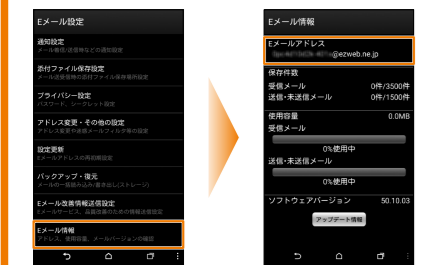 Eメール設定
通知設定
メール着信/送信時などの通知設定
添付ファイル保存設定
メール送受信時の添付ファイル保存場所設定
プライバシー設定
パスワード、シークレット設定
アドレス変更・その他の設定
アドレス変更や迷惑メールフィルタ等の設定
設定更新
Eメールアドレスの再初期設定
バックアップ・復元
メールの一括読み込み/書き出し(ストレージ)
Eメール改善情報送信設定
Eメールサービス、品質改善のための情報送信設定
Eメール情報
アドレス、使用容量、メールバージョンの確認
Eメール情報
Eメールアドレス
@ezweb.ne.jp
保存件数
受信メール 0件/3500件
送信・未送信メール 0件/1500件
使用容量 0.0MB
受信メール
0%使用中
送信・未送信メール
0%使用中
ソフトウェアバージョン 50.10.03
アップデート情報